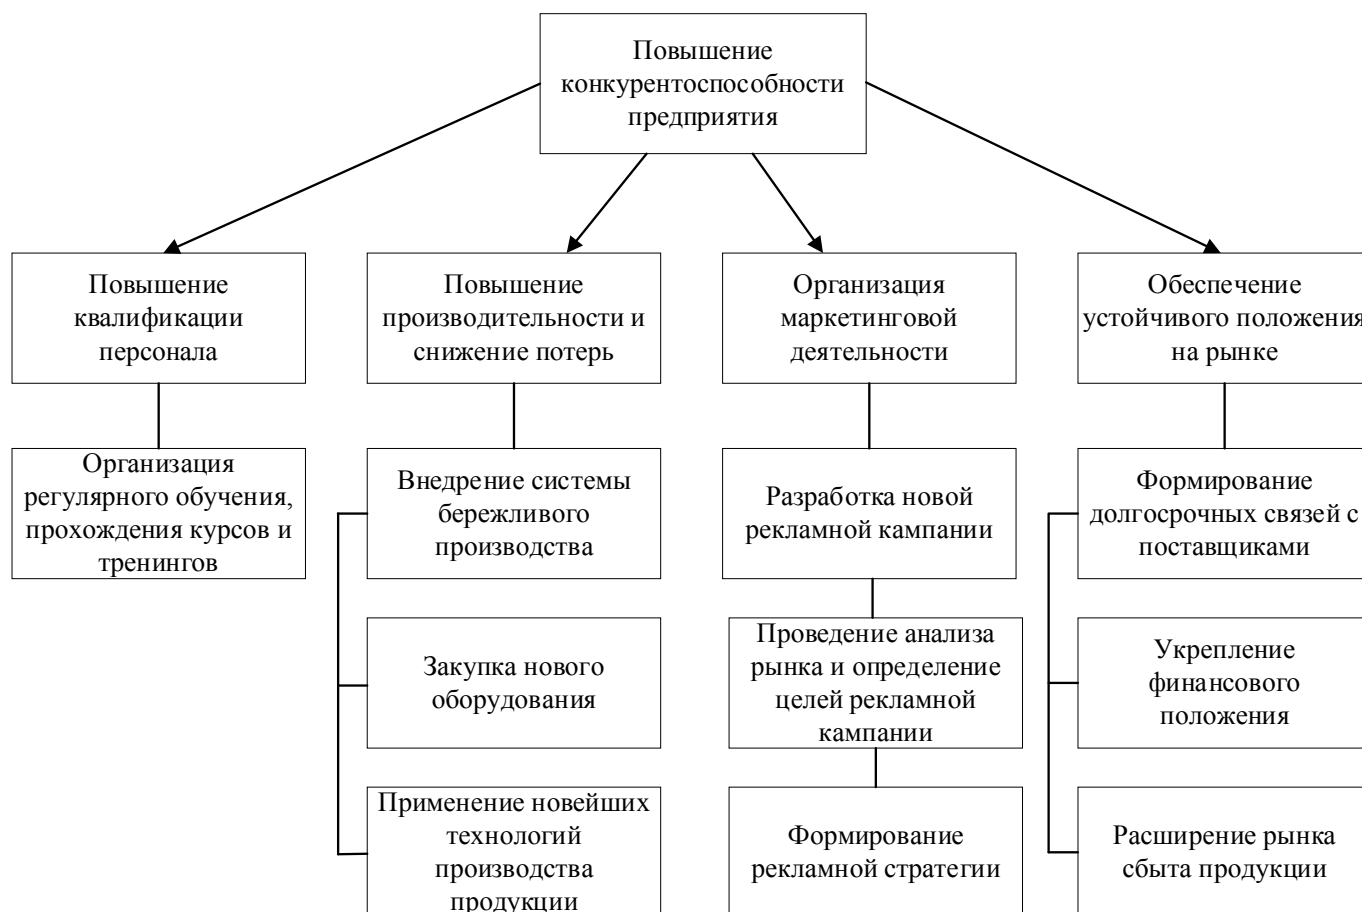 Повышение
конкурентоспособности
предприятия
Повышение
квалификации
персонала
Повышение
производительности и
снижение потерь
Организация
маркетинговой
деятельности
Обеспечение
устойчивого положения
на рынке
Организация
регулярного обучения,
прохождения курсов и
тренингов
Внедрение системы
бережливого
производства
Разработка новой
рекламной кампании
Формирование
долгосрочных связей с
поставщиками
Закупка нового
оборудования
Проведение анализа
рынка и определение
целей рекламной
кампании
Укрепление
финансового
положения
Применение новейших
технологий
производства
продукции
Формирование
рекламной стратегии
Расширение рынка
сбыта продукции